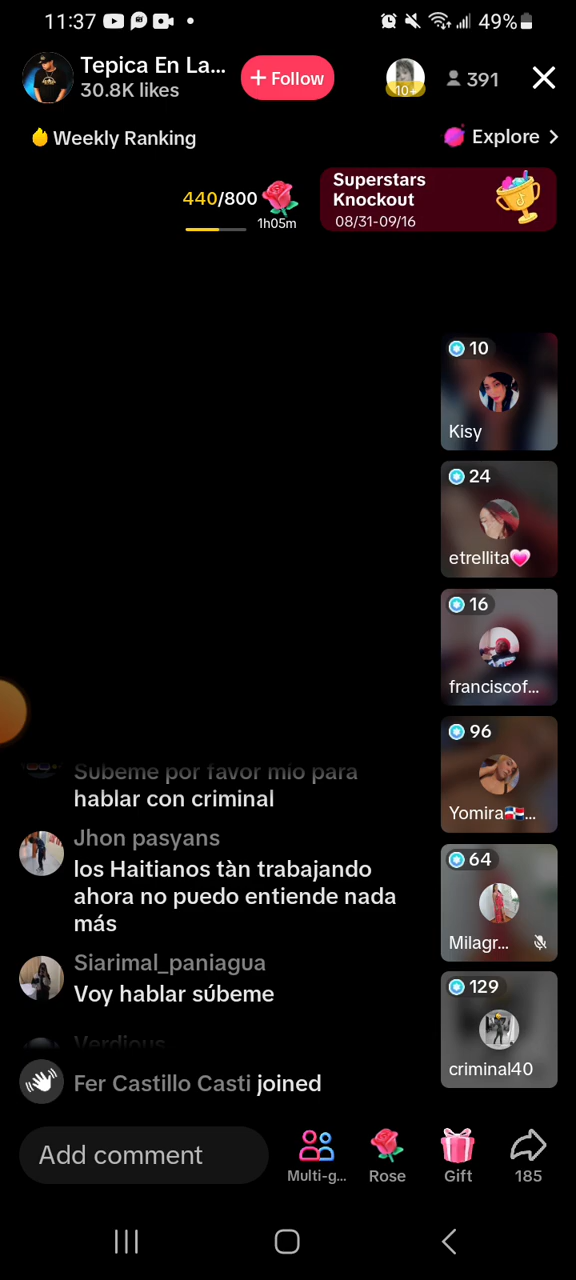 11:37
49%
Tepica En La...
30.8K likes
+ Follow
10+
391
Weekly Ranking
Explore
440/800
1h05m
Superstars
Knockout
08/31-09/16
10
Kisy
24
etrellita
16
franciscof...
96
Yomira🇩🇴...
64
Milagr...
129
criminal40
Subeme por favor mio para
hablar con criminal
Jhon pasyans
los Haitianos tàn trabajando
ahora no puedo entiende nada
más
Siarimal_paniagua
Voy hablar súbeme
Verdious
Fer Castillo Casti joined
Add comment
Multi-g...
Rose
Gift
185